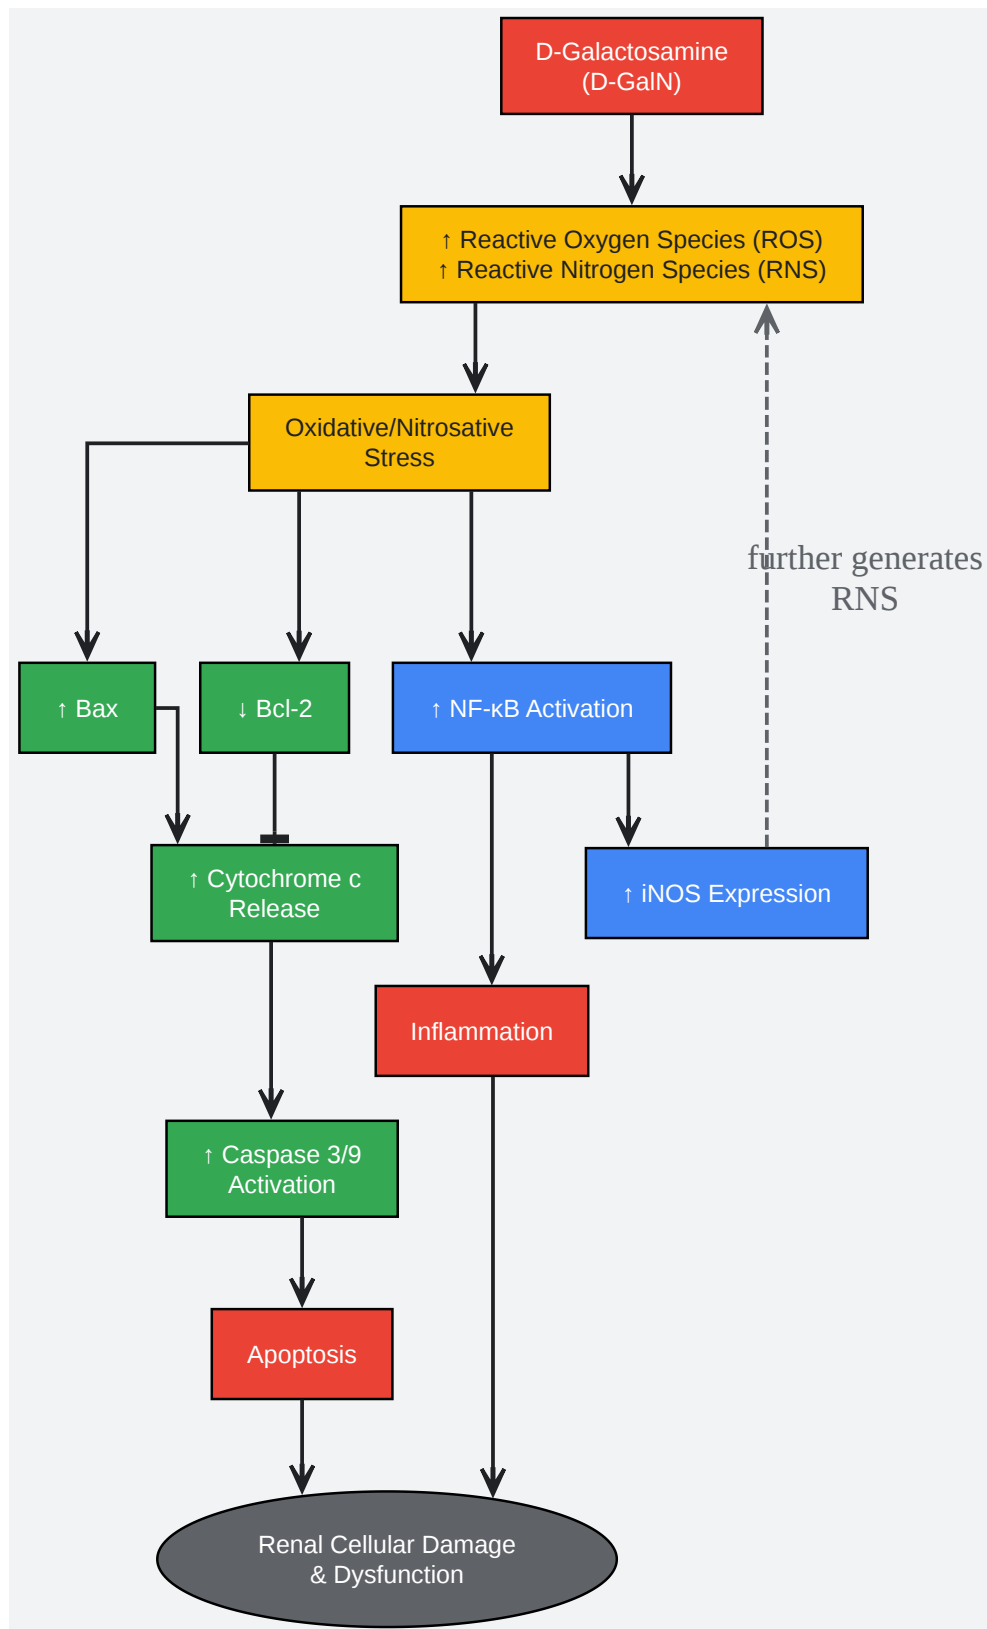 D-Galactosamine
(D-GalN)
↑ Reactive Oxygen Species (ROS)
↑ Reactive Nitrogen Species (RNS)
Oxidative/Nitrosative
Stress
further generates
RNS
↑ Bax
↓ Bcl-2
↑ NF-κB Activation
↑ Cytochrome c
Release
↑ iNOS Expression
Inflammation
↑ Caspase 3/9
Activation
Apoptosis
Renal Cellular Damage
& Dysfunction